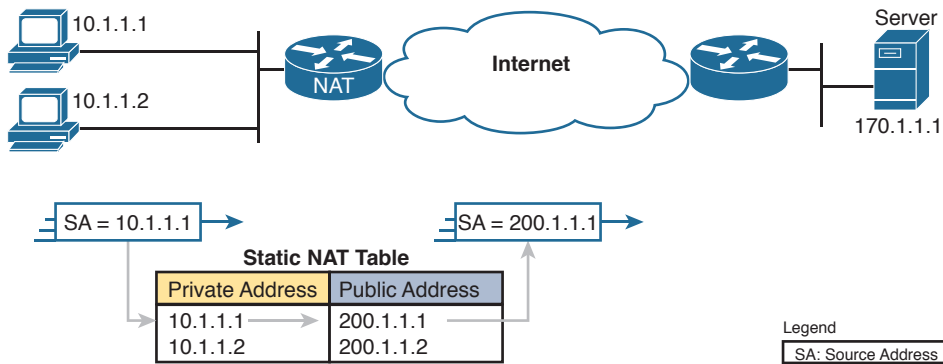 10.1.1.1
10.1.1.2
NAT
Internet
Server
170.1.1.1
SA = 10.1.1.1
SA = 200.1.1.1
Static NAT Table
Private Address Public Address
10.1.1.1 200.1.1.1
10.1.1.2 200.1.1.2
Legend
SA: Source Address